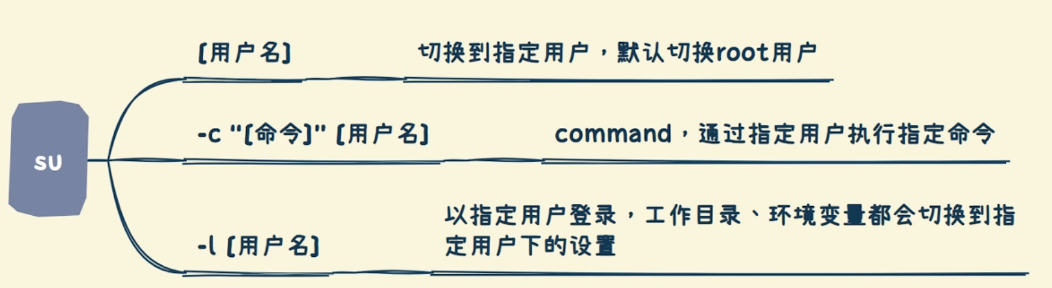 su
[用户名]
切换到指定用户，默认切换root用户
-c "[命令]" [用户名]
command，通过指定用户执行指定命令
-l [用户名]
以指定用户登录，工作目录、环境变量都会切换到指
定用户下的设置